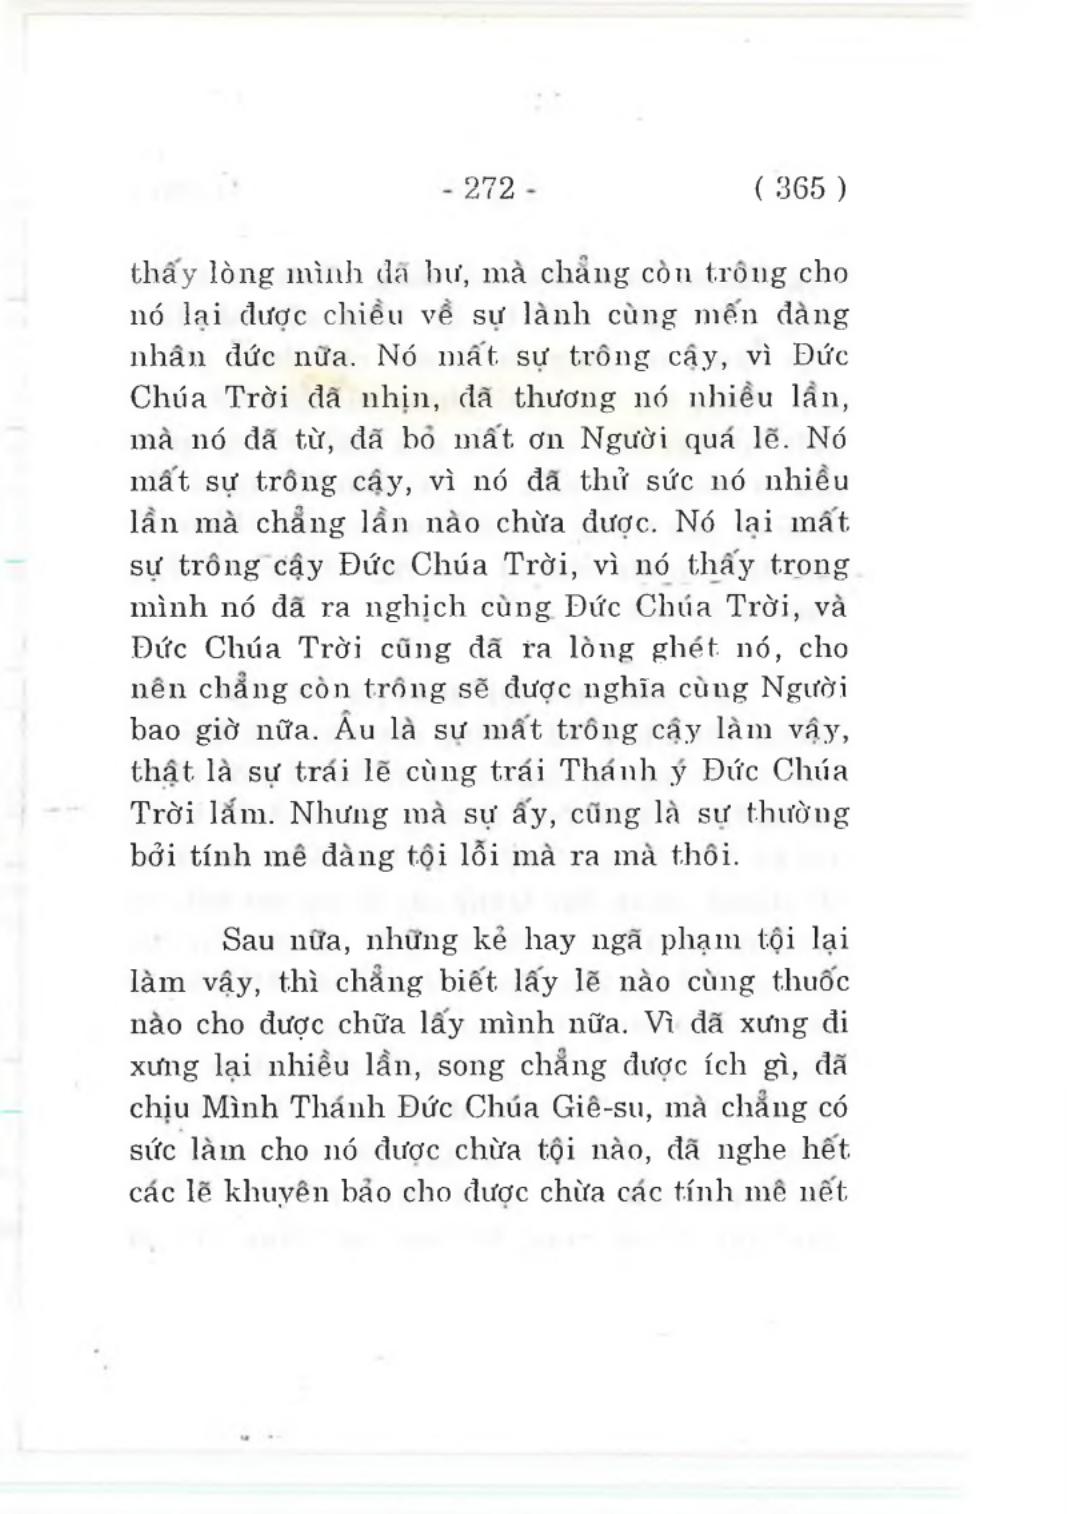 - 272 - ( 365 )
thấy lòng mình đã hư, mà chẳng còn trông cho
nó lại được chiều về sự lành cùng mến đàng
nhân đức nữa. Nó mất sự trông cậy, vì Đức
Chúa Trời đã nhịn, đã thương nó nhiều lần,
mà nó đã từ, đã bỏ mất ơn Người quá lẽ. Nó
mất sự trông cậy, vì nó đã thử sức nó nhiều
lần mà chẳng lần nào chừa được. Nó lại mất
sự trông cậy Đức Chúa Trời, vì nó thấy trong
mình nó đã ra nghịch cùng Đức Chúa Trời, và
Đức Chúa Trời cũng đã ra lòng ghét nó, cho
nên chẳng còn trông sẽ được nghĩa cùng Người
bao giờ nữa. Âu là sự mất trông cậy làm vậy,
thật là sự trái lẽ cùng trái Thánh ý Đức Chúa
Trời lắm. Nhưng mà sự ấy, cũng là sự thường
bởi tính mê đàng tội lỗi mà ra mà thôi.
Sau nữa, những kẻ hay ngã phạm tội lại
làm vậy, thì chẳng biết lấy lẽ nào cùng thuốc
nào cho được chữa lấy mình nữa. Vì đã xưng đi
xưng lại nhiều lần, song chẳng được ích gì, đã
chịu Mình Thánh Đức Chúa Giê-su, mà chẳng có
sức làm cho nó được chừa tội nào, đã nghe hết
các lẽ khuyên bảo cho được chừa các tính mê nết